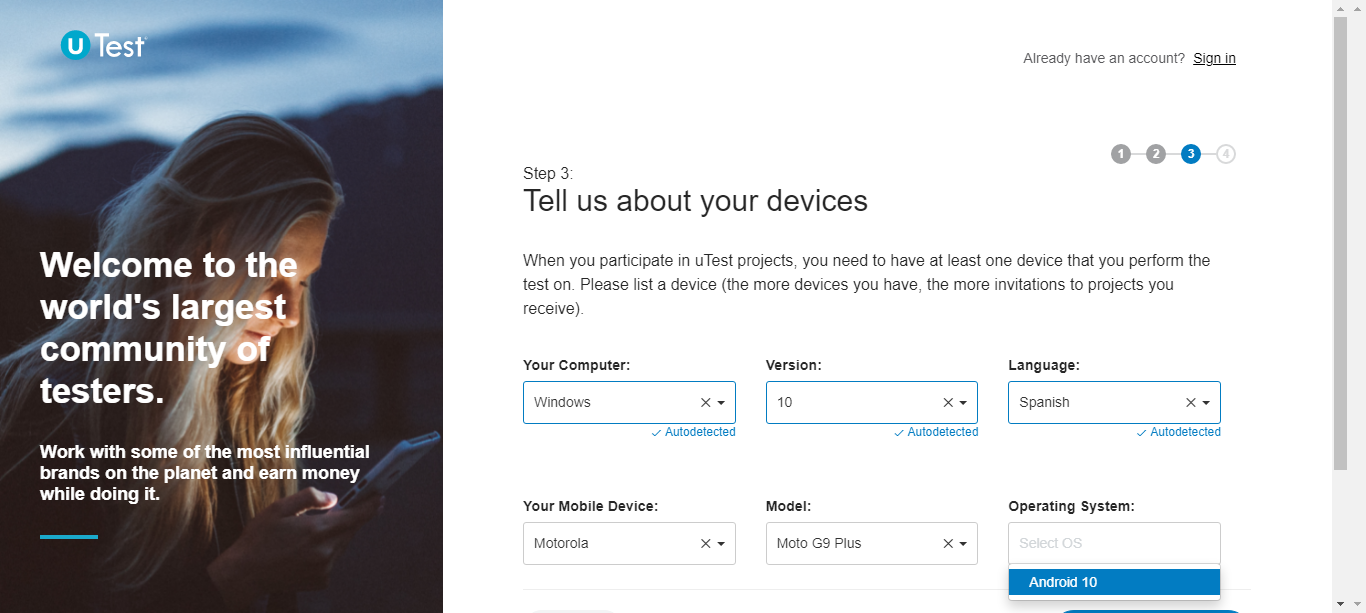 uTest
Already have an account? Sign in
1 2 3 4
Step 3:
Tell us about your devices
Welcome to the
world's largest
community of
testers.
Work with some of the most influential
brands on the planet and earn money
while doing it.
When you participate in uTest projects, you need to have at least one device that you perform the
test on. Please list a device (the more devices you have, the more invitations to projects you
receive).
Your Computer: Version: Language:
Windows 10 Spanish
Autodetected Autodetected Autodetected
Your Mobile Device: Model: Operating System:
Motorola Moto G9 Plus Select OS
Android 10